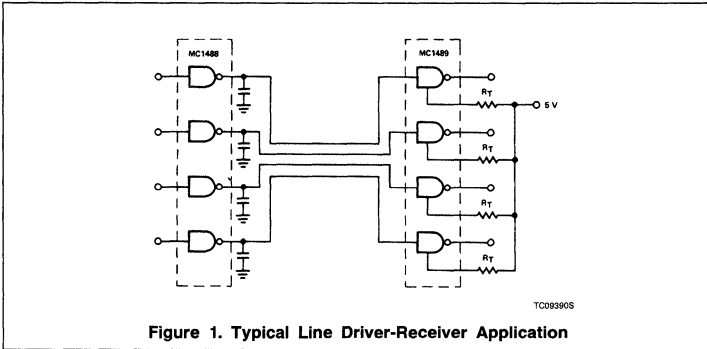 MC1488
MC1489
RT
5 V
RT
RT
RT
TC09390S
Figure 1. Typical Line Driver-Receiver Application